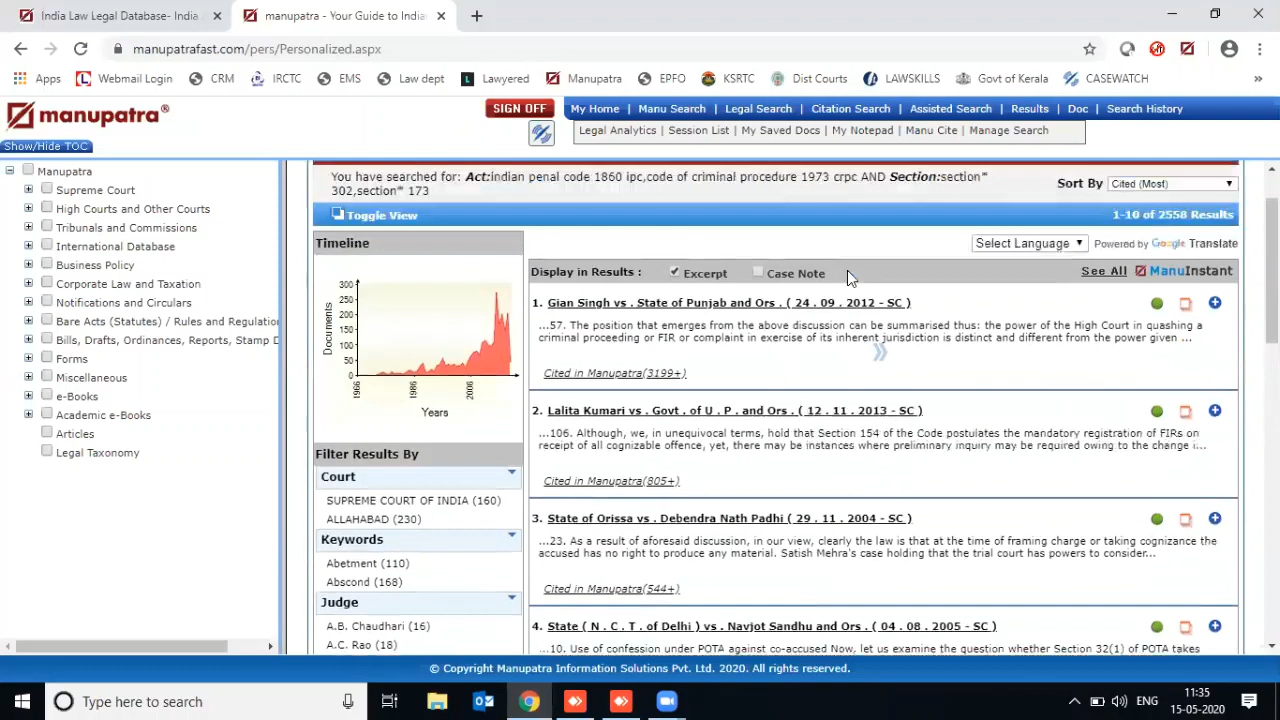 India Law Legal Database- India
manupatra - Your Guide to India
manupatrafast.com/pers/Personalized.aspx
Apps Webmail Login CRM IRCTC EMS Law dept Lawyered Manupatra EPFO KSRTC Dist Courts LAWSKILLS Govt of Kerala CASEWATCH »
manupatra®
SIGN OFF
My Home | Manu Search | Legal Search | Citation Search | Assisted Search | Results | Doc | Search History
Legal Analytics | Session List | My Saved Docs | My Notepad | Manu Cite | Manage Search
Show/Hide TOC
Manupatra
Supreme Court
High Courts and Other Courts
Tribunals and Commissions
International Database
Business Policy
Corporate Law and Taxation
Notifications and Circulars
Bare Acts (Statutes) / Rules and Regulation
Bills, Drafts, Ordinances, Reports, Stamp D
Forms
Miscellaneous
e-Books
Academic e-Books
Articles
Legal Taxonomy
You have searched for: Act:indian penal code 1860 ipc,code of criminal procedure 1973 crpc AND Section:section*
302,section* 173
Sort By Cited (Most)
Toggle View
1-10 of 2558 Results
Timeline
Documents
300
250
200
150
100
50
0
1966 1986 2006
Years
Filter Results By
Court
SUPREME COURT OF INDIA (160)
ALLAHABAD (230)
Keywords
Abetment (110)
Abscond (168)
Judge
A.B. Chaudhari (16)
A.C. Rao (18)
Select Language Powered by Google Translate
Display in Results : Excerpt Case Note See All ManuInstant
1. Gian Singh vs . State of Punjab and Ors . ( 24 . 09 . 2012 - SC )
...57. The position that emerges from the above discussion can be summarised thus: the power of the High Court in quashing a
criminal proceeding or FIR or complaint in exercise of its inherent jurisdiction is distinct and different from the power given ...
»
Cited in Manupatra(3199+)
2. Lalita Kumari vs . Govt . of U . P . and Ors . ( 12 . 11 . 2013 - SC )
...106. Although, we, in unequivocal terms, hold that Section 154 of the Code postulates the mandatory registration of FIRs on
receipt of all cognizable offence, yet, there may be instances where preliminary inquiry may be required owing to the change i...
Cited in Manupatra(805+)
3. State of Orissa vs . Debendra Nath Padhi ( 29 . 11 . 2004 - SC )
...23. As a result of aforesaid discussion, in our view, clearly the law is that at the time of framing charge or taking cognizance the
accused has no right to produce any material. Satish Mehra's case holding that the trial court has powers to consider...
Cited in Manupatra(544+)
4. State ( N . C . T . of Delhi ) vs . Navjot Sandhu and Ors . ( 04 . 08 . 2005 - SC )
...10. Use of confession under POTA against co-accused Now, let us examine the question whether Section 32(1) of POTA takes
© Copyright Manupatra Information Solutions Pvt. Ltd. 2020. All rights reserved.
Type here to search
ENG
11:35
15-05-2020